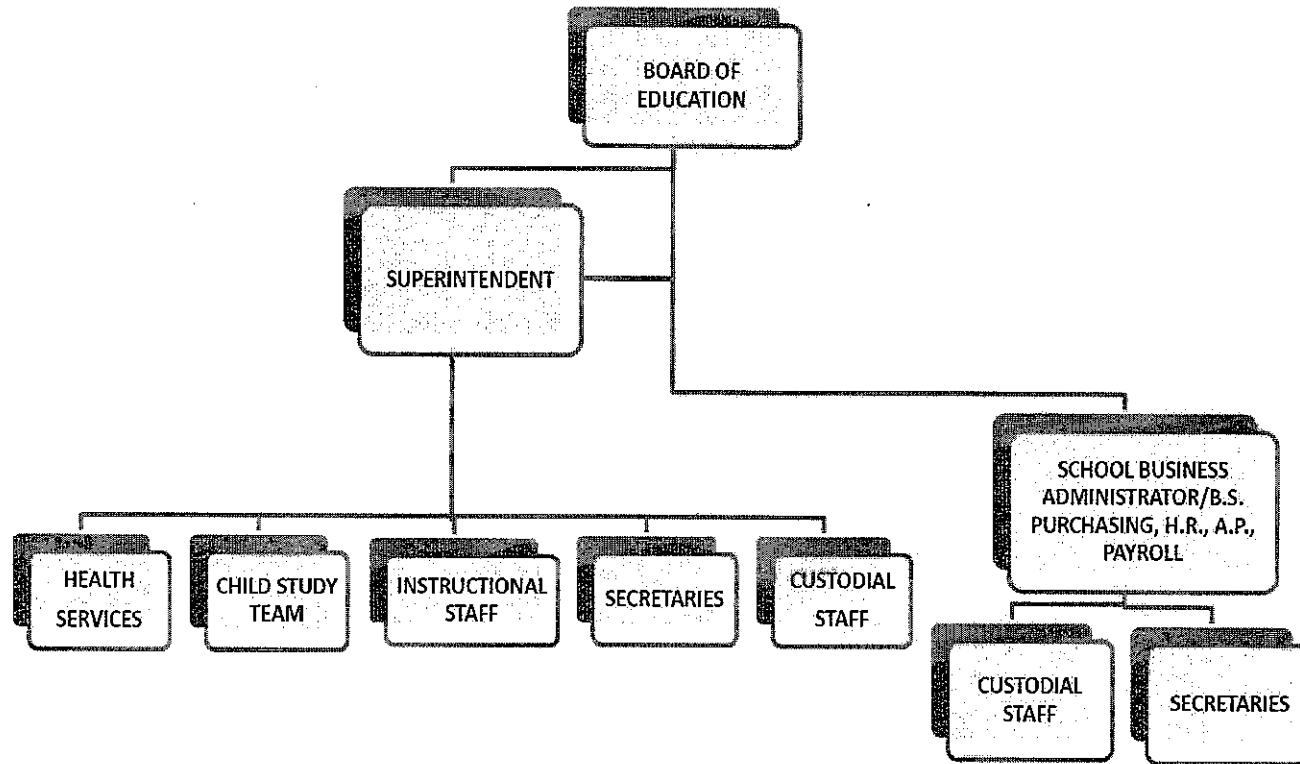 BOARD OF
EDUCATION
SUPERINTENDENT
SCHOOL BUSINESS
ADMINISTRATOR/B.S.
PURCHASING, H.R., A.P.,
PAYROLL
HEALTH
SERVICES
CHILD STUDY
TEAM
INSTRUCTIONAL
STAFF
SECRETARIES
CUSTODIAL
STAFF
CUSTODIAL
STAFF
SECRETARIES